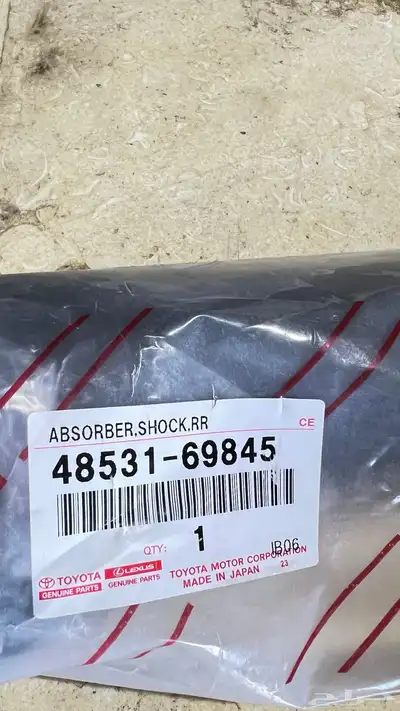 ABSORBER,SHOCK,RR
CE
48531-69845
QTY: 1
IB06
TOYOTA GENUINE PARTS
LEXUS GENUINE PARTS
TOYOTA MOTOR CORPORATION
23
MADE IN JAPAN